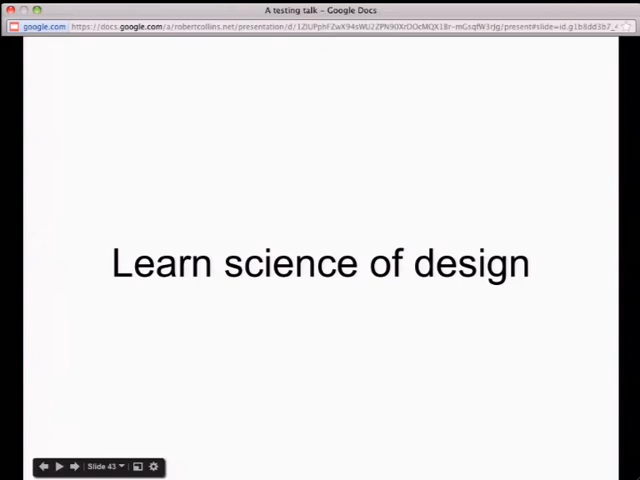 A testing talk - Google Docs
google.com
Learn science of design
Slide 43